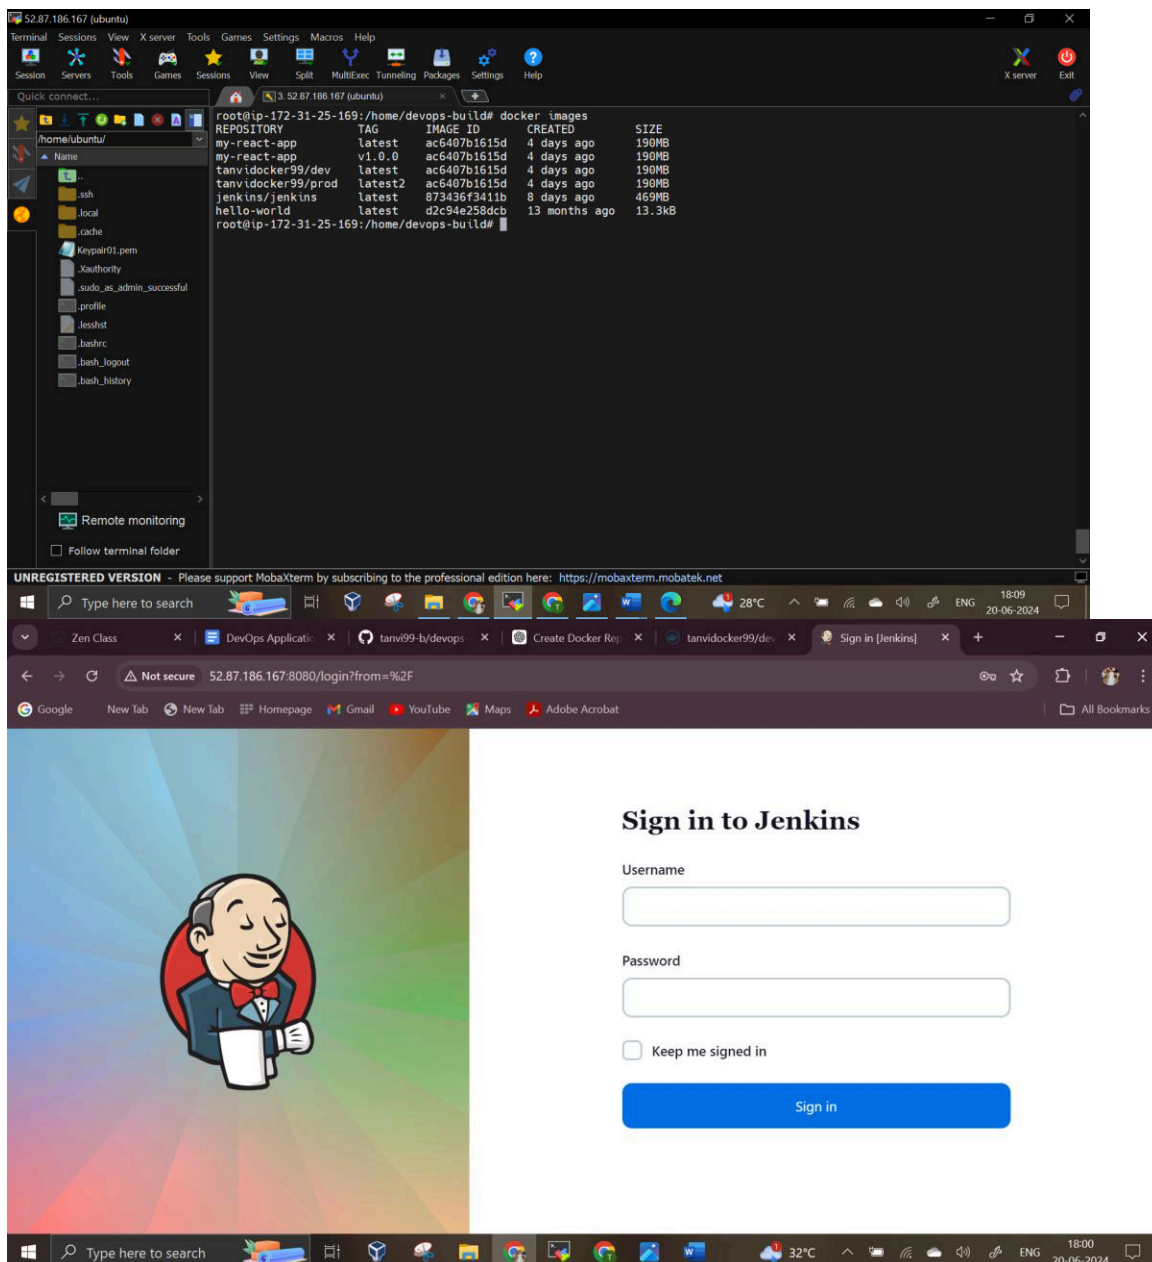 52.87.186.167 (ubuntu)
Terminal Sessions View X server Tools Games Settings Macros Help
Session Servers Tools Games Sessions View Split MultiExec Tunneling Packages Settings Help X server Exit
Quick connect... 3. 52.87.186.167 (ubuntu)
/home/ubuntu/
Name
..
.ssh
.local
.cache
Keypair01.pem
.Xauthority
.sudo_as_admin_successful
.profile
.lesshst
.bashrc
.bash_logout
.bash_history
Remote monitoring
Follow terminal folder
root@ip-172-31-25-169:/home/devops-build# docker images
REPOSITORY TAG IMAGE ID CREATED SIZE
my-react-app latest ac6407b1615d 4 days ago 190MB
my-react-app v1.0.0 ac6407b1615d 4 days ago 190MB
tanvidocker99/dev latest ac6407b1615d 4 days ago 190MB
tanvidocker99/prod latest2 ac6407b1615d 4 days ago 190MB
jenkins/jenkins latest 873436f3411b 8 days ago 469MB
hello-world latest d2c94e258dcb 13 months ago 13.3kB
root@ip-172-31-25-169:/home/devops-build#
UNREGISTERED VERSION - Please support MobaXterm by subscribing to the professional edition here: https://mobaxterm.mobatek.net
Type here to search 28°C ENG 18:09
20-06-2024
Zen Class DevOps Applicatio tanvi99-b/devops- Create Docker Rep tanvidocker99/dev Sign in [Jenkins]
Not secure 52.87.186.167:8080/login?from=%2F
Google New Tab New Tab Homepage Gmail YouTube Maps Adobe Acrobat All Bookmarks
Sign in to Jenkins
Username
Password
Keep me signed in
Sign in
Type here to search 32°C ENG 18:00
20-06-2024